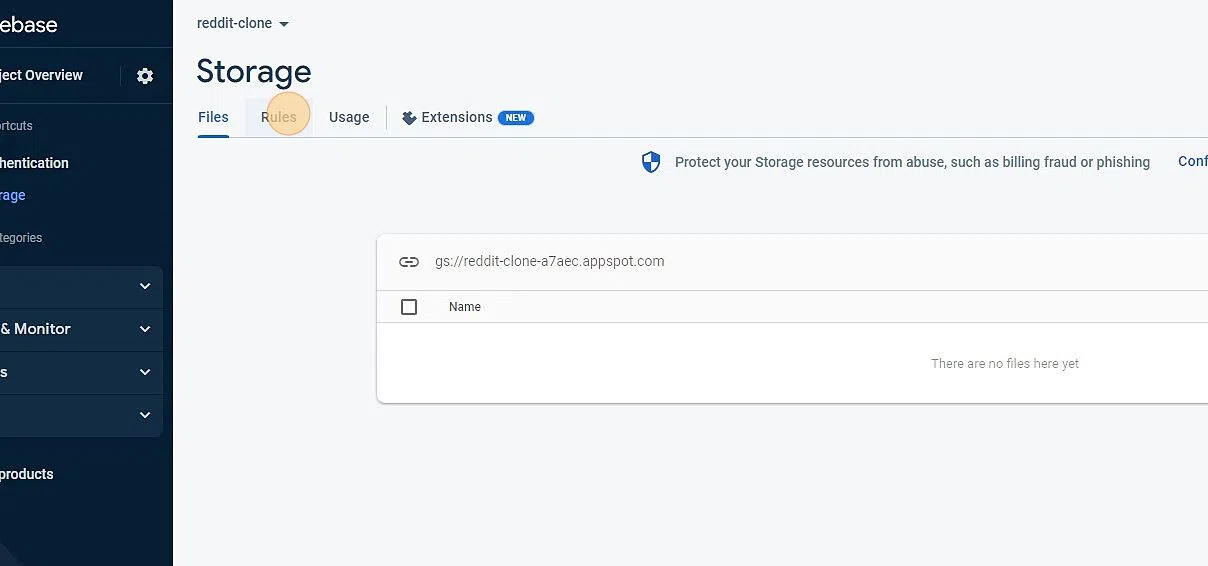 ebase
ject Overview
rtcuts
hentication
rage
tegories
& Monitor
s
products
reddit-clone
Storage
Files Rules Usage Extensions NEW
Protect your Storage resources from abuse, such as billing fraud or phishing Conf
gs://reddit-clone-a7aec.appspot.com
Name
There are no files here yet